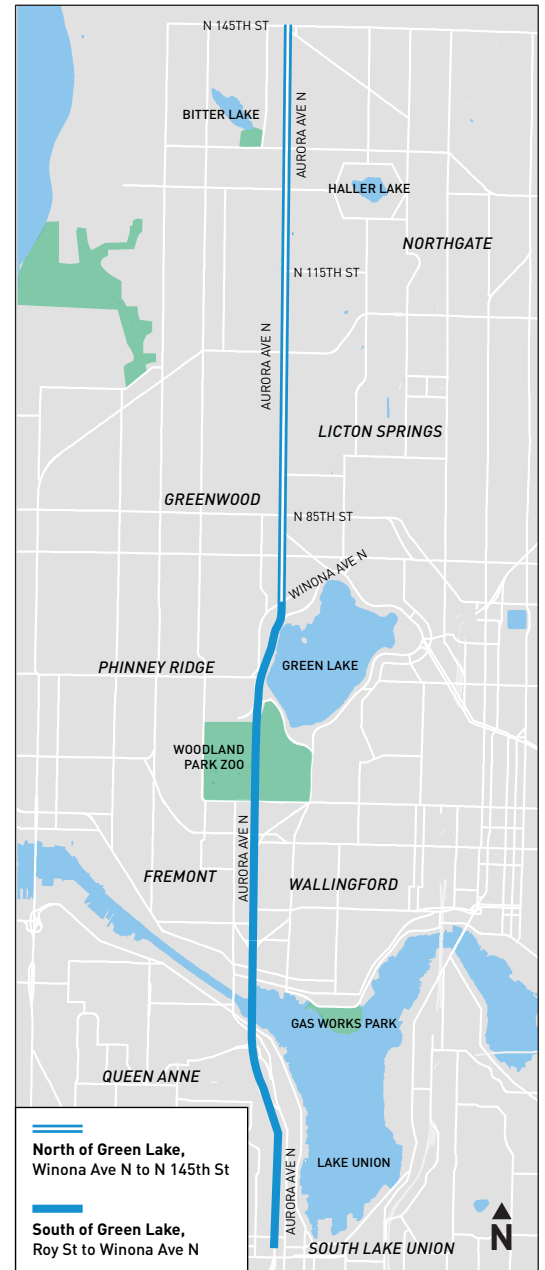 N 145TH ST
BITTER LAKE
AURORA AVE N
HALLER LAKE
NORTHGATE
N 115TH ST
AURORA AVE N
LICTON SPRINGS
GREENWOOD
N 85TH ST
WINONA AVE N
PHINNEY RIDGE
GREEN LAKE
WOODLAND
PARK ZOO
AURORA AVE N
FREMONT
WALLINGFORD
GAS WORKS PARK
QUEEN ANNE
LAKE UNION
AURORA AVE N
SOUTH LAKE UNION
N
North of Green Lake,
Winona Ave N to N 145th St
South of Green Lake,
Roy St to Winona Ave N